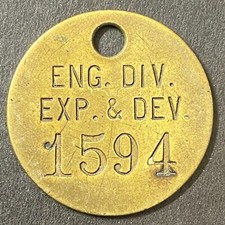 ENG. DIV.
EXP. & DEV.
1594